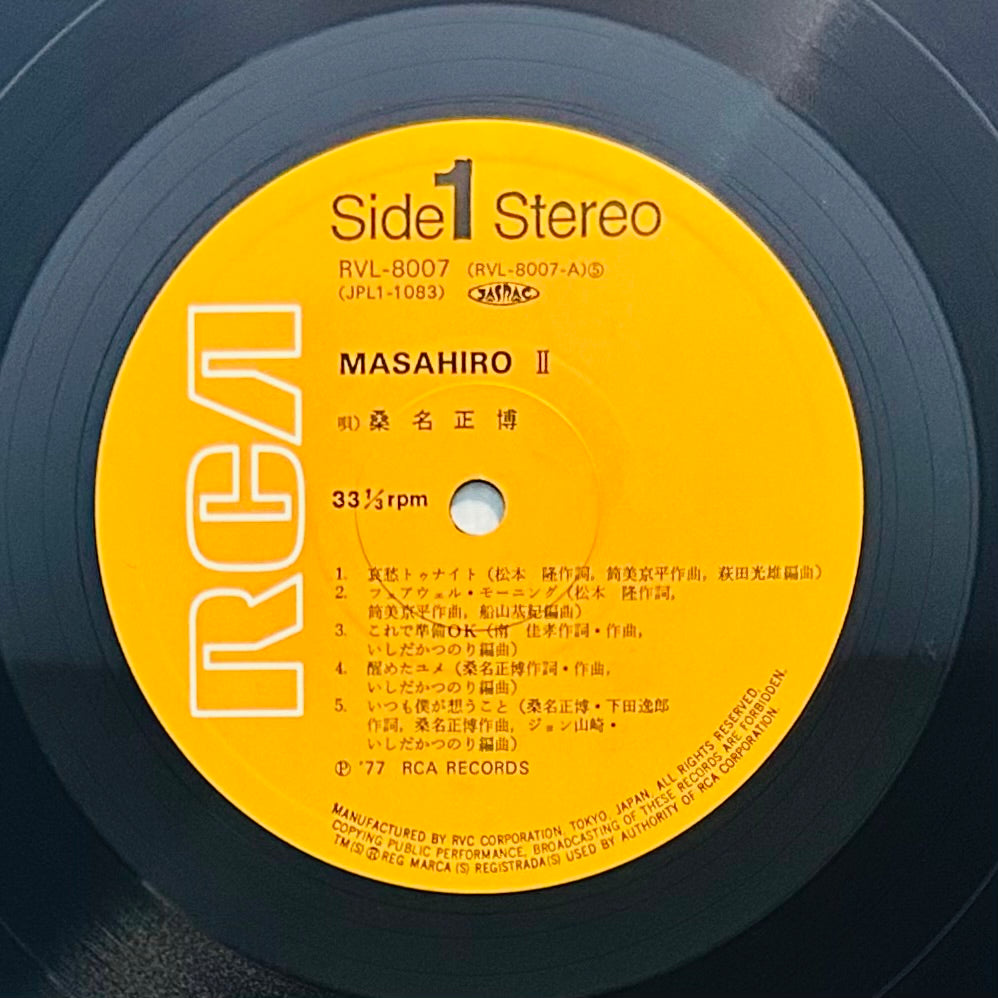 Side 1 Stereo
RVL-8007 (RVL-8007-A)⑤
(JPL1-1083) JASRAC
MASAHIRO Ⅱ
唄) 桑名正博
33⅓rpm
RCA
1. 哀愁トゥナイト (松本 隆作詞, 筒美京平作曲, 萩田光雄編曲)
2. フェアウェル・モーニング (松本 隆作詞,
筒美京平作曲, 船山基紀編曲)
3. これで準備OK (南 佳孝作詞・作曲,
いしだかつのり編曲)
4. 醒めたユメ (桑名正博作詞・作曲,
いしだかつのり編曲)
5. いつも僕が想うこと (桑名正博・下田逸郎
作詞, 桑名正博作曲, ジョン山崎・
いしだかつのり編曲)
Ⓟ '77 RCA RECORDS
MANUFACTURED BY RVC CORPORATION, TOKYO, JAPAN, ALL RIGHTS RESERVED,
COPYING PUBLIC PERFORMANCE, BROADCASTING OF THESE RECORDS ARE FORBIDDEN.
TM(S) ® REG MARCA (S) REGISTRADA(S) USED BY AUTHORITY OF RCA CORPORATION.